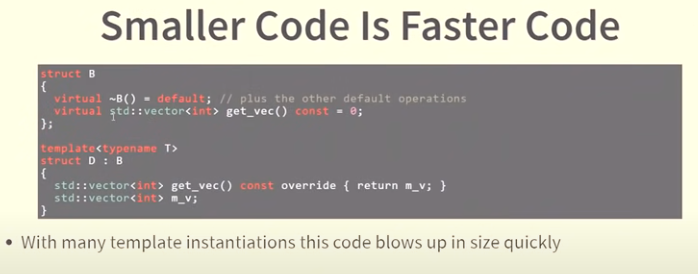 Smaller Code Is Faster Code
struct B
{
virtual ~B() = default; // plus the other default operations
virtual std::vector<int> get_vec() const = 0;
};
template<typename T>
struct D : B
{
std::vector<int> get_vec() const override { return m_v; }
std::vector<int> m_v;
}
• With many template instantiations this code blows up in size quickly